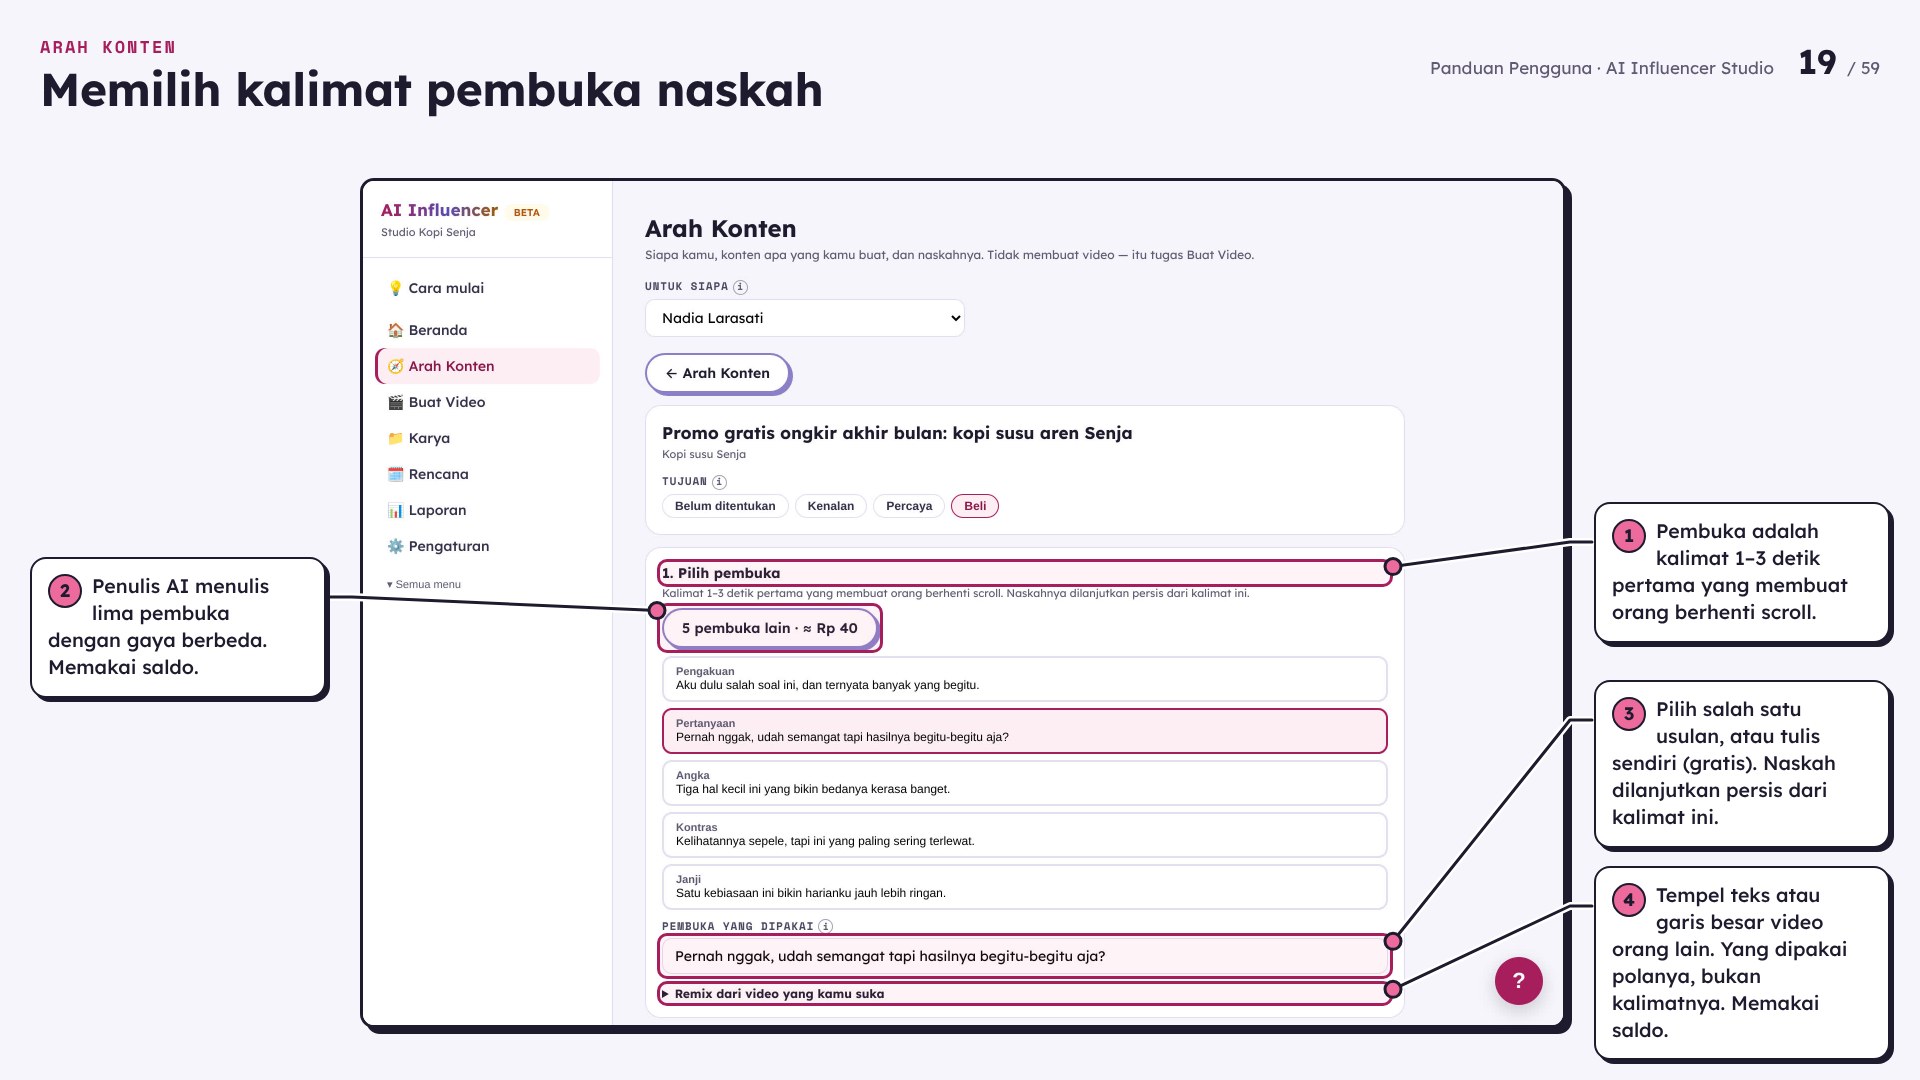 ARAH KONTEN
Memilih kalimat pembuka naskah
Panduan Pengguna · AI Influencer Studio 19 / 59
AI Influencer BETA
Studio Kopi Senja
💡 Cara mulai
🏠 Beranda
🧭 Arah Konten
🎬 Buat Video
📁 Karya
🗓️ Rencana
📊 Laporan
⚙️ Pengaturan
▾ Semua menu
Arah Konten
Siapa kamu, konten apa yang kamu buat, dan naskahnya. Tidak membuat video — itu tugas Buat Video.
UNTUK SIAPA i
Nadia Larasati
← Arah Konten
Promo gratis ongkir akhir bulan: kopi susu aren Senja
Kopi susu Senja
TUJUAN i
Belum ditentukan Kenalan Percaya Beli
1. Pilih pembuka
Kalimat 1–3 detik pertama yang membuat orang berhenti scroll. Naskahnya dilanjutkan persis dari kalimat ini.
5 pembuka lain · ≈ Rp 40
Pengakuan
Aku dulu salah soal ini, dan ternyata banyak yang begitu.
Pertanyaan
Pernah nggak, udah semangat tapi hasilnya begitu-begitu aja?
Angka
Tiga hal kecil ini yang bikin bedanya kerasa banget.
Kontras
Kelihatannya sepele, tapi ini yang paling sering terlewat.
Janji
Satu kebiasaan ini bikin harianku jauh lebih ringan.
PEMBUKA YANG DIPAKAI i
Pernah nggak, udah semangat tapi hasilnya begitu-begitu aja?
▸ Remix dari video yang kamu suka
?
1 Pembuka adalah
kalimat 1–3 detik
pertama yang membuat
orang berhenti scroll.
2 Penulis AI menulis
lima pembuka
dengan gaya berbeda.
Memakai saldo.
3 Pilih salah satu
usulan, atau tulis
sendiri (gratis). Naskah
dilanjutkan persis dari
kalimat ini.
4 Tempel teks atau
garis besar video
orang lain. Yang dipakai
polanya, bukan
kalimatnya. Memakai
saldo.